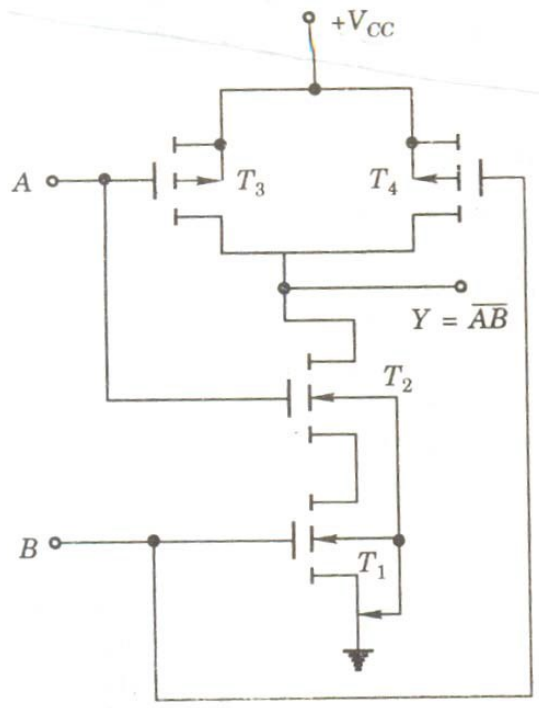 +V_CC
A
T_3
T_4
Y = \overline{AB}
T_2
B
T_1